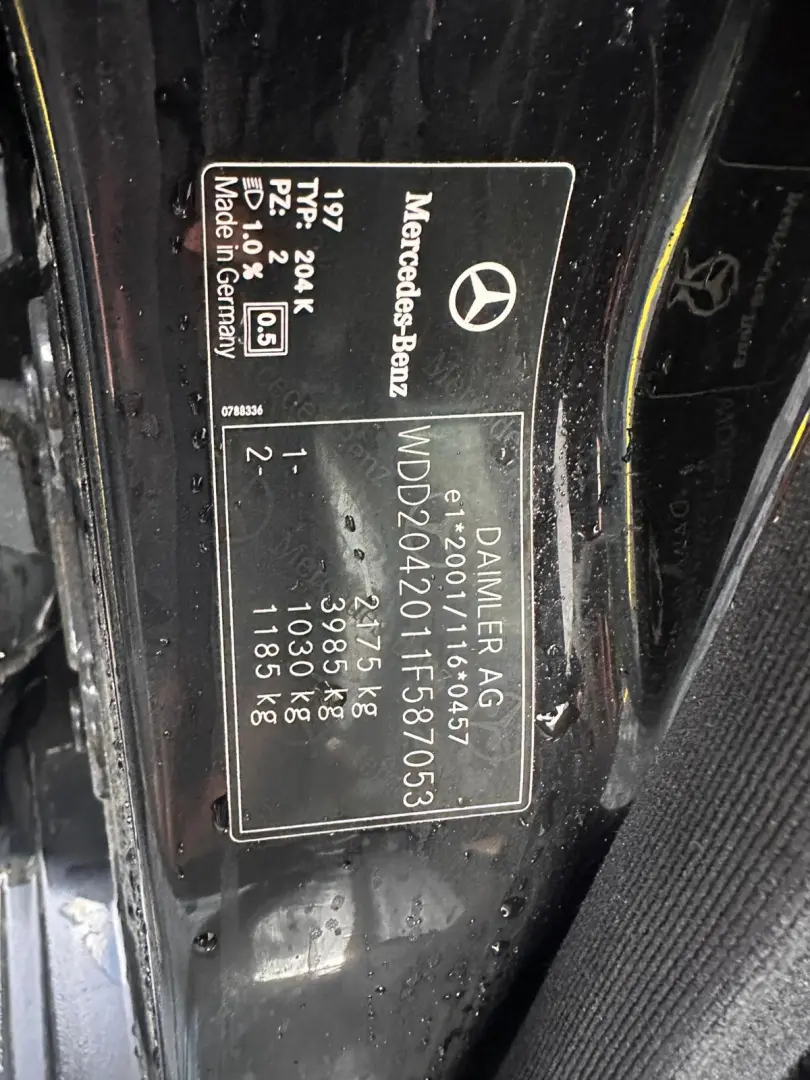 Mercedes-Benz
197
TYP: 204 K
PZ: 2
1.0 %
0.5
Made in Germany
0788336
DAIMLER AG
e1*2001/116*0457
WDD2042011F587053
2175 kg
3985 kg
1- 1030 kg
2- 1185 kg